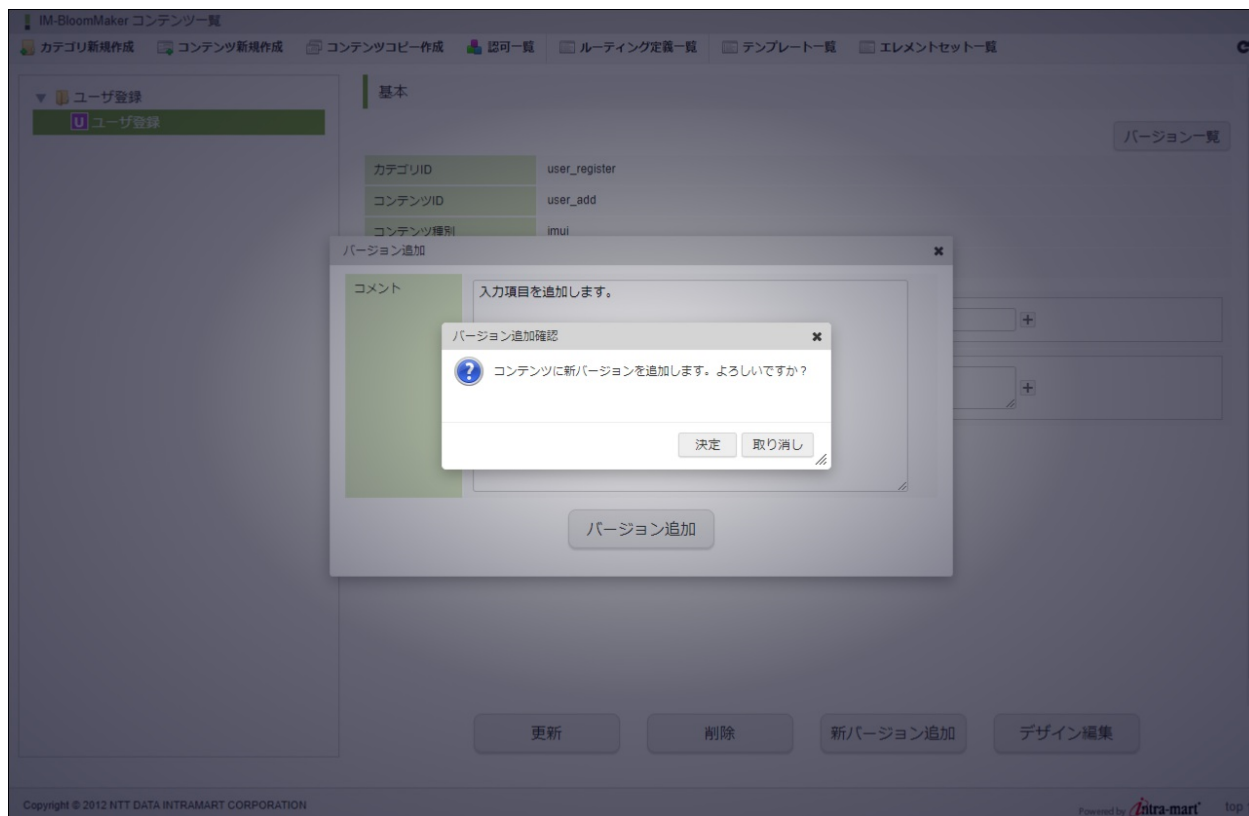 IM-BloomMaker コンテンツ一覧
カテゴリ新規作成 コンテンツ新規作成 コンテンツコピー作成 認可一覧 ルーティング定義一覧 テンプレート一覧 エレメントセット一覧
ユーザ登録
U ユーザ登録
基本
バージョン一覧
カテゴリID user_register
コンテンツID user_add
コンテンツ種別 imui
バージョン追加
コメント 入力項目を追加します。
バージョン追加確認
コンテンツに新バージョンを追加します。よろしいですか？
決定 取り消し
バージョン追加
更新 削除 新バージョン追加 デザイン編集
Copyright © 2012 NTT DATA INTRAMART CORPORATION
Powered by intra-mart
top